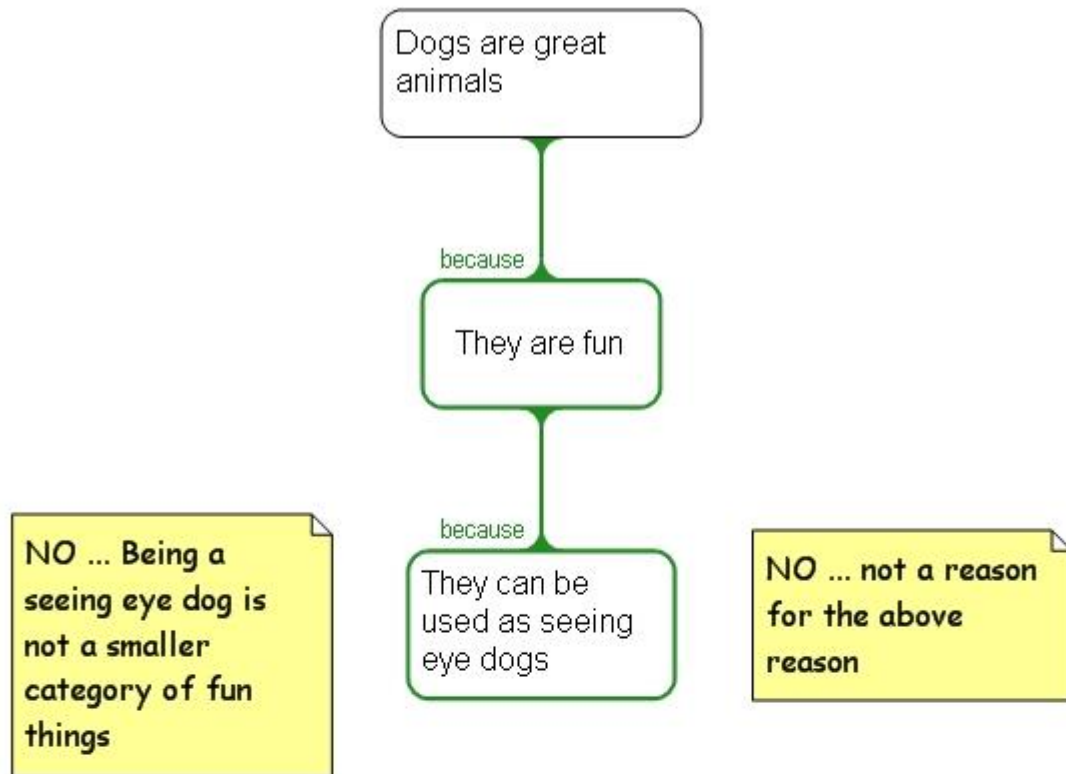 Dogs are great
animals
because
They are fun
because
NO ... Being a
seeing eye dog is
not a smaller
category of fun
things
They can be
used as seeing
eye dogs
NO ... not a reason
for the above
reason